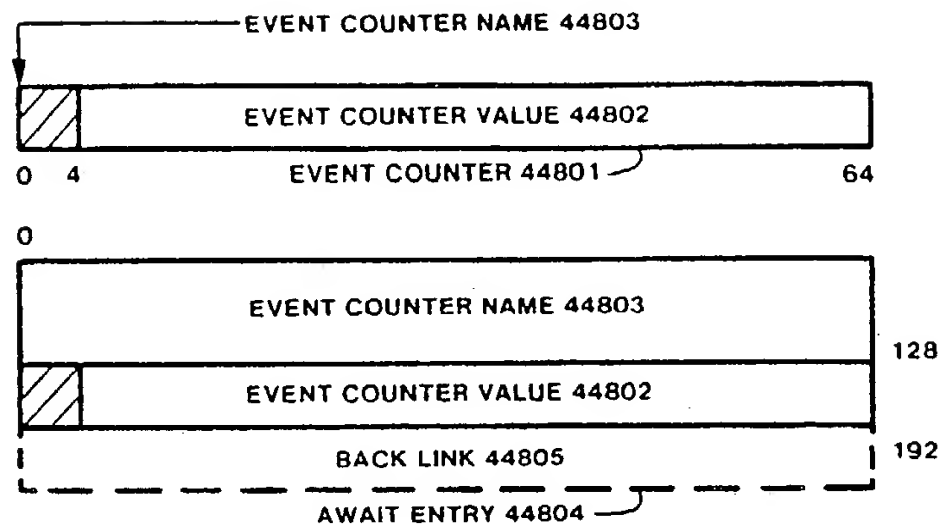 EVENT COUNTER NAME 44803
EVENT COUNTER VALUE 44802
0 4 EVENT COUNTER 44801 64
0
EVENT COUNTER NAME 44803
128
EVENT COUNTER VALUE 44802
192
BACK LINK 44805
AWAIT ENTRY 44804